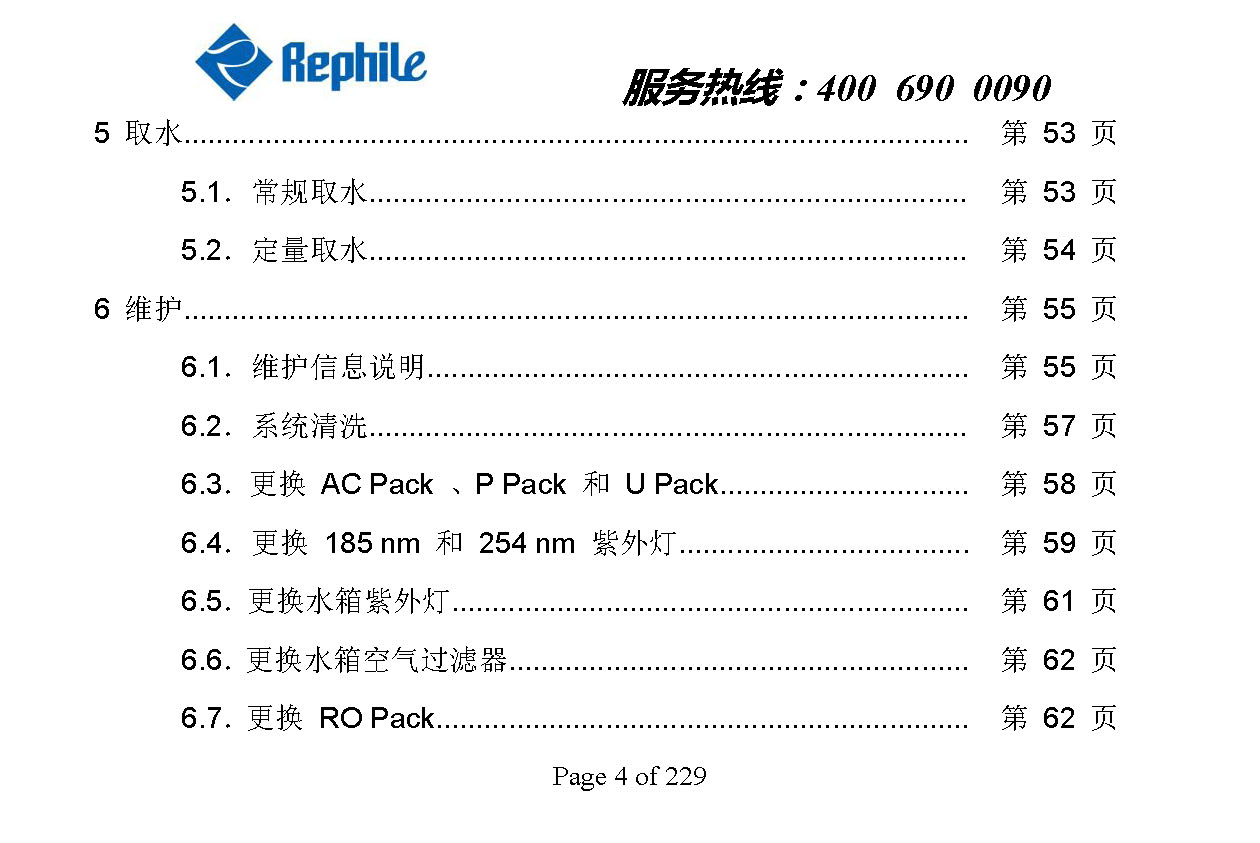 Rephile
服务热线：400 690 0090
5 取水.................................................................................................. 第 53 页
5.1. 常规取水.......................................................................... 第 53 页
5.2. 定量取水.......................................................................... 第 54 页
6 维护.................................................................................................. 第 55 页
6.1. 维护信息说明................................................................... 第 55 页
6.2. 系统清洗.......................................................................... 第 57 页
6.3. 更换 AC Pack 、P Pack 和 U Pack............................... 第 58 页
6.4. 更换 185 nm 和 254 nm 紫外灯.................................... 第 59 页
6.5. 更换水箱紫外灯................................................................ 第 61 页
6.6. 更换水箱空气过滤器......................................................... 第 62 页
6.7. 更换 RO Pack.................................................................. 第 62 页
Page 4 of 229